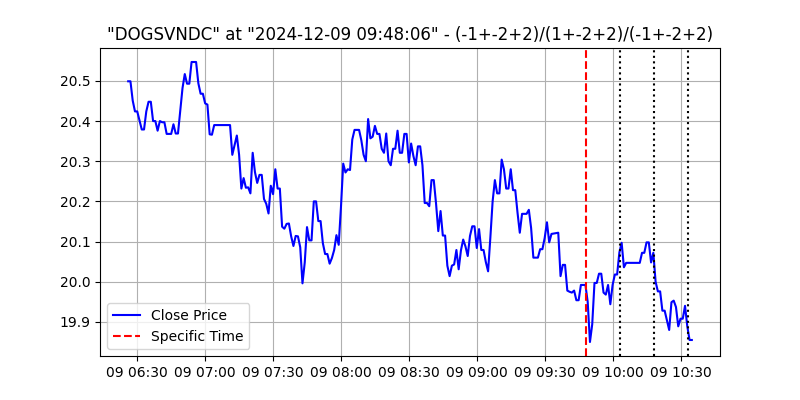 "DOGSVNDC" at "2024-12-09 09:48:06" - (-1+-2+2)/(1+-2+2)/(-1+-2+2)
20.5
20.4
20.3
20.2
20.1
20.0
19.9
Close Price
Specific Time
09 06:30 09 07:00 09 07:30 09 08:00 09 08:30 09 09:00 09 09:30 09 10:00 09 10:30